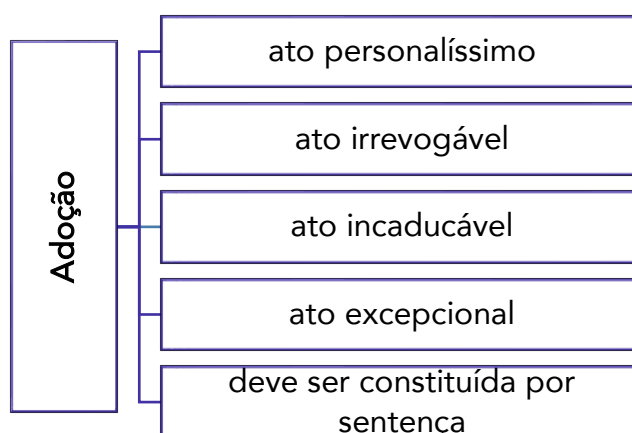 Adoção
ato personalíssimo
ato irrevogável
ato incaducável
ato excepcional
deve ser constituída por
sentença